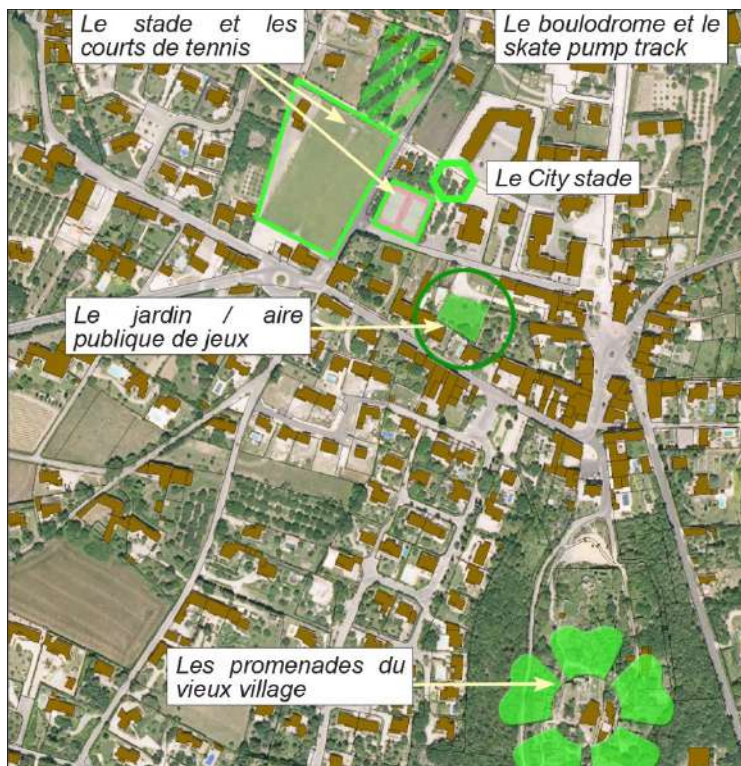 Le stade et les
courts de tennis
Le boulodrome et le
skate pump track
Le City stade
Le jardin / aire
publique de jeux
Les promenades du
vieux village